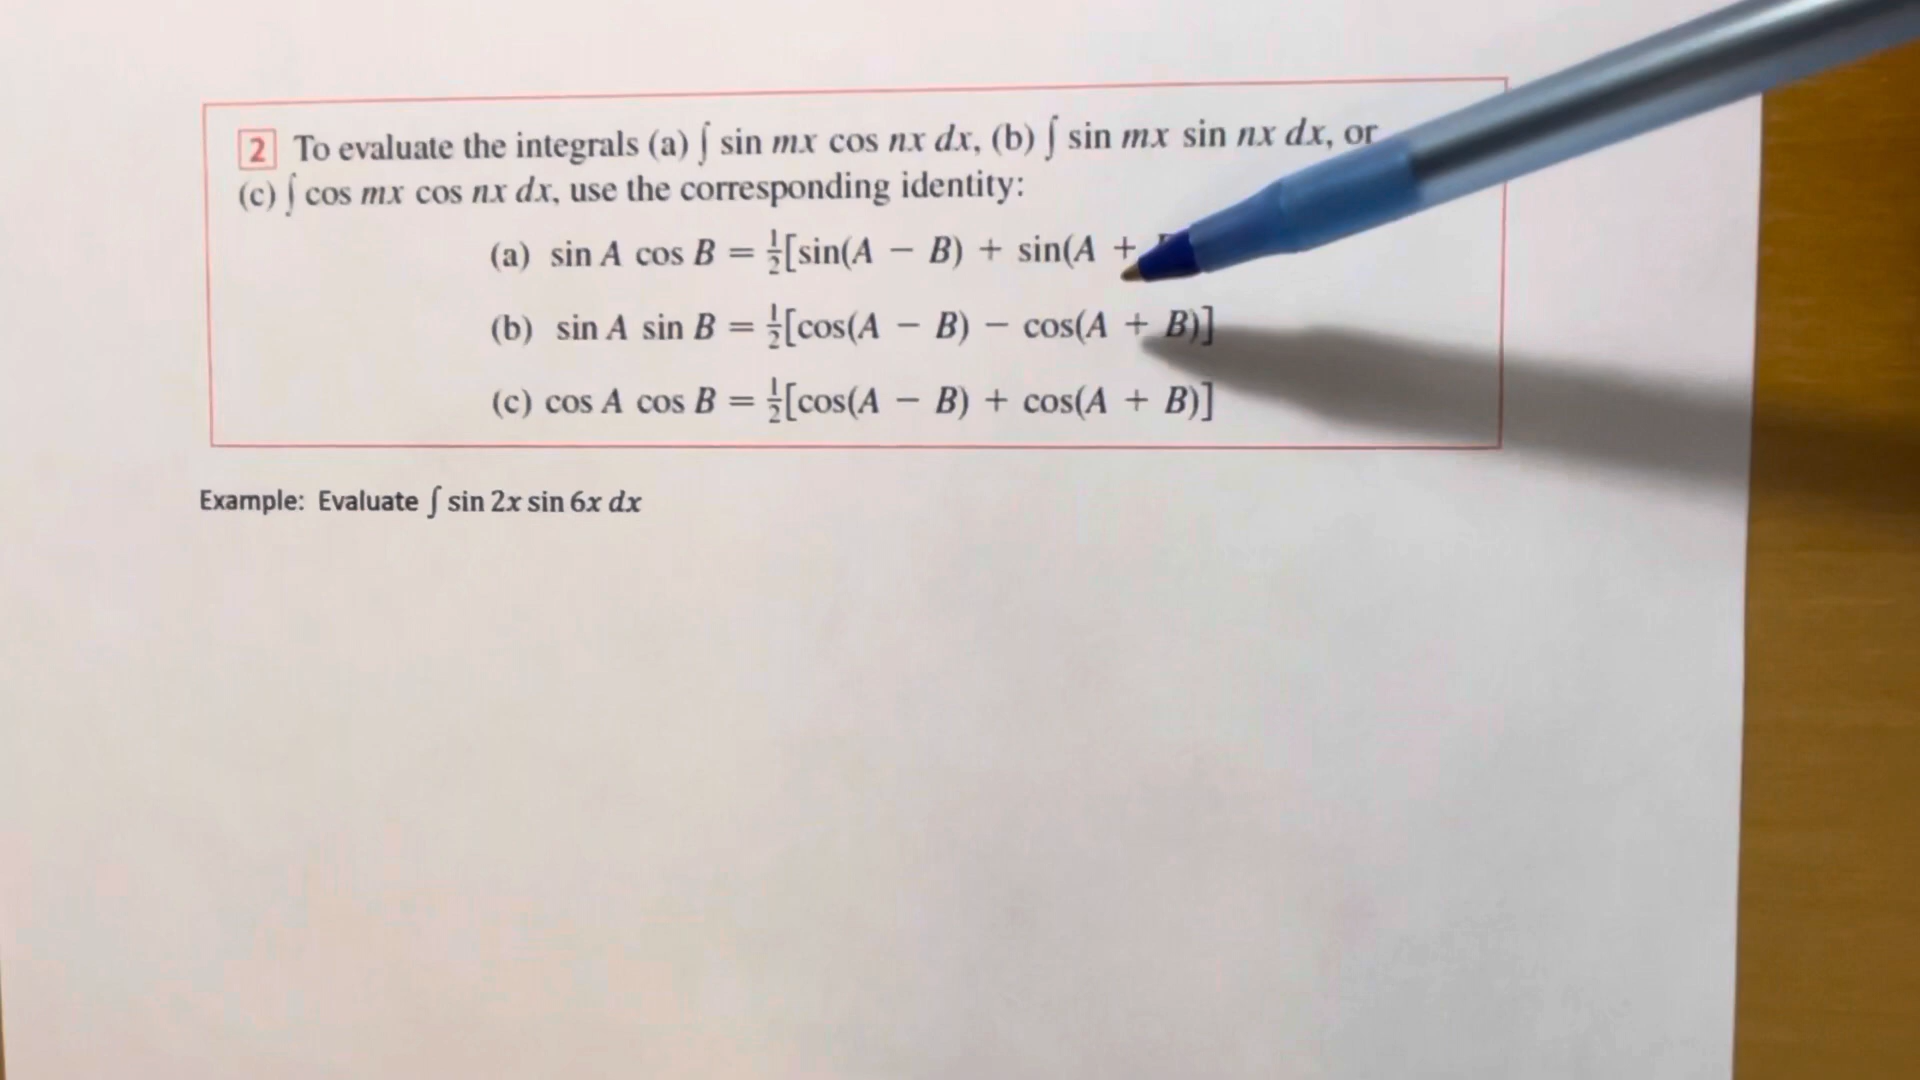 2 To evaluate the integrals (a) ∫ sin mx cos nx dx, (b) ∫ sin mx sin nx dx, or
(c) ∫ cos mx cos nx dx, use the corresponding identity:
(a) sin A cos B = ½[sin(A − B) + sin(A +
(b) sin A sin B = ½[cos(A − B) − cos(A + B)]
(c) cos A cos B = ½[cos(A − B) + cos(A + B)]
Example: Evaluate ∫ sin 2x sin 6x dx